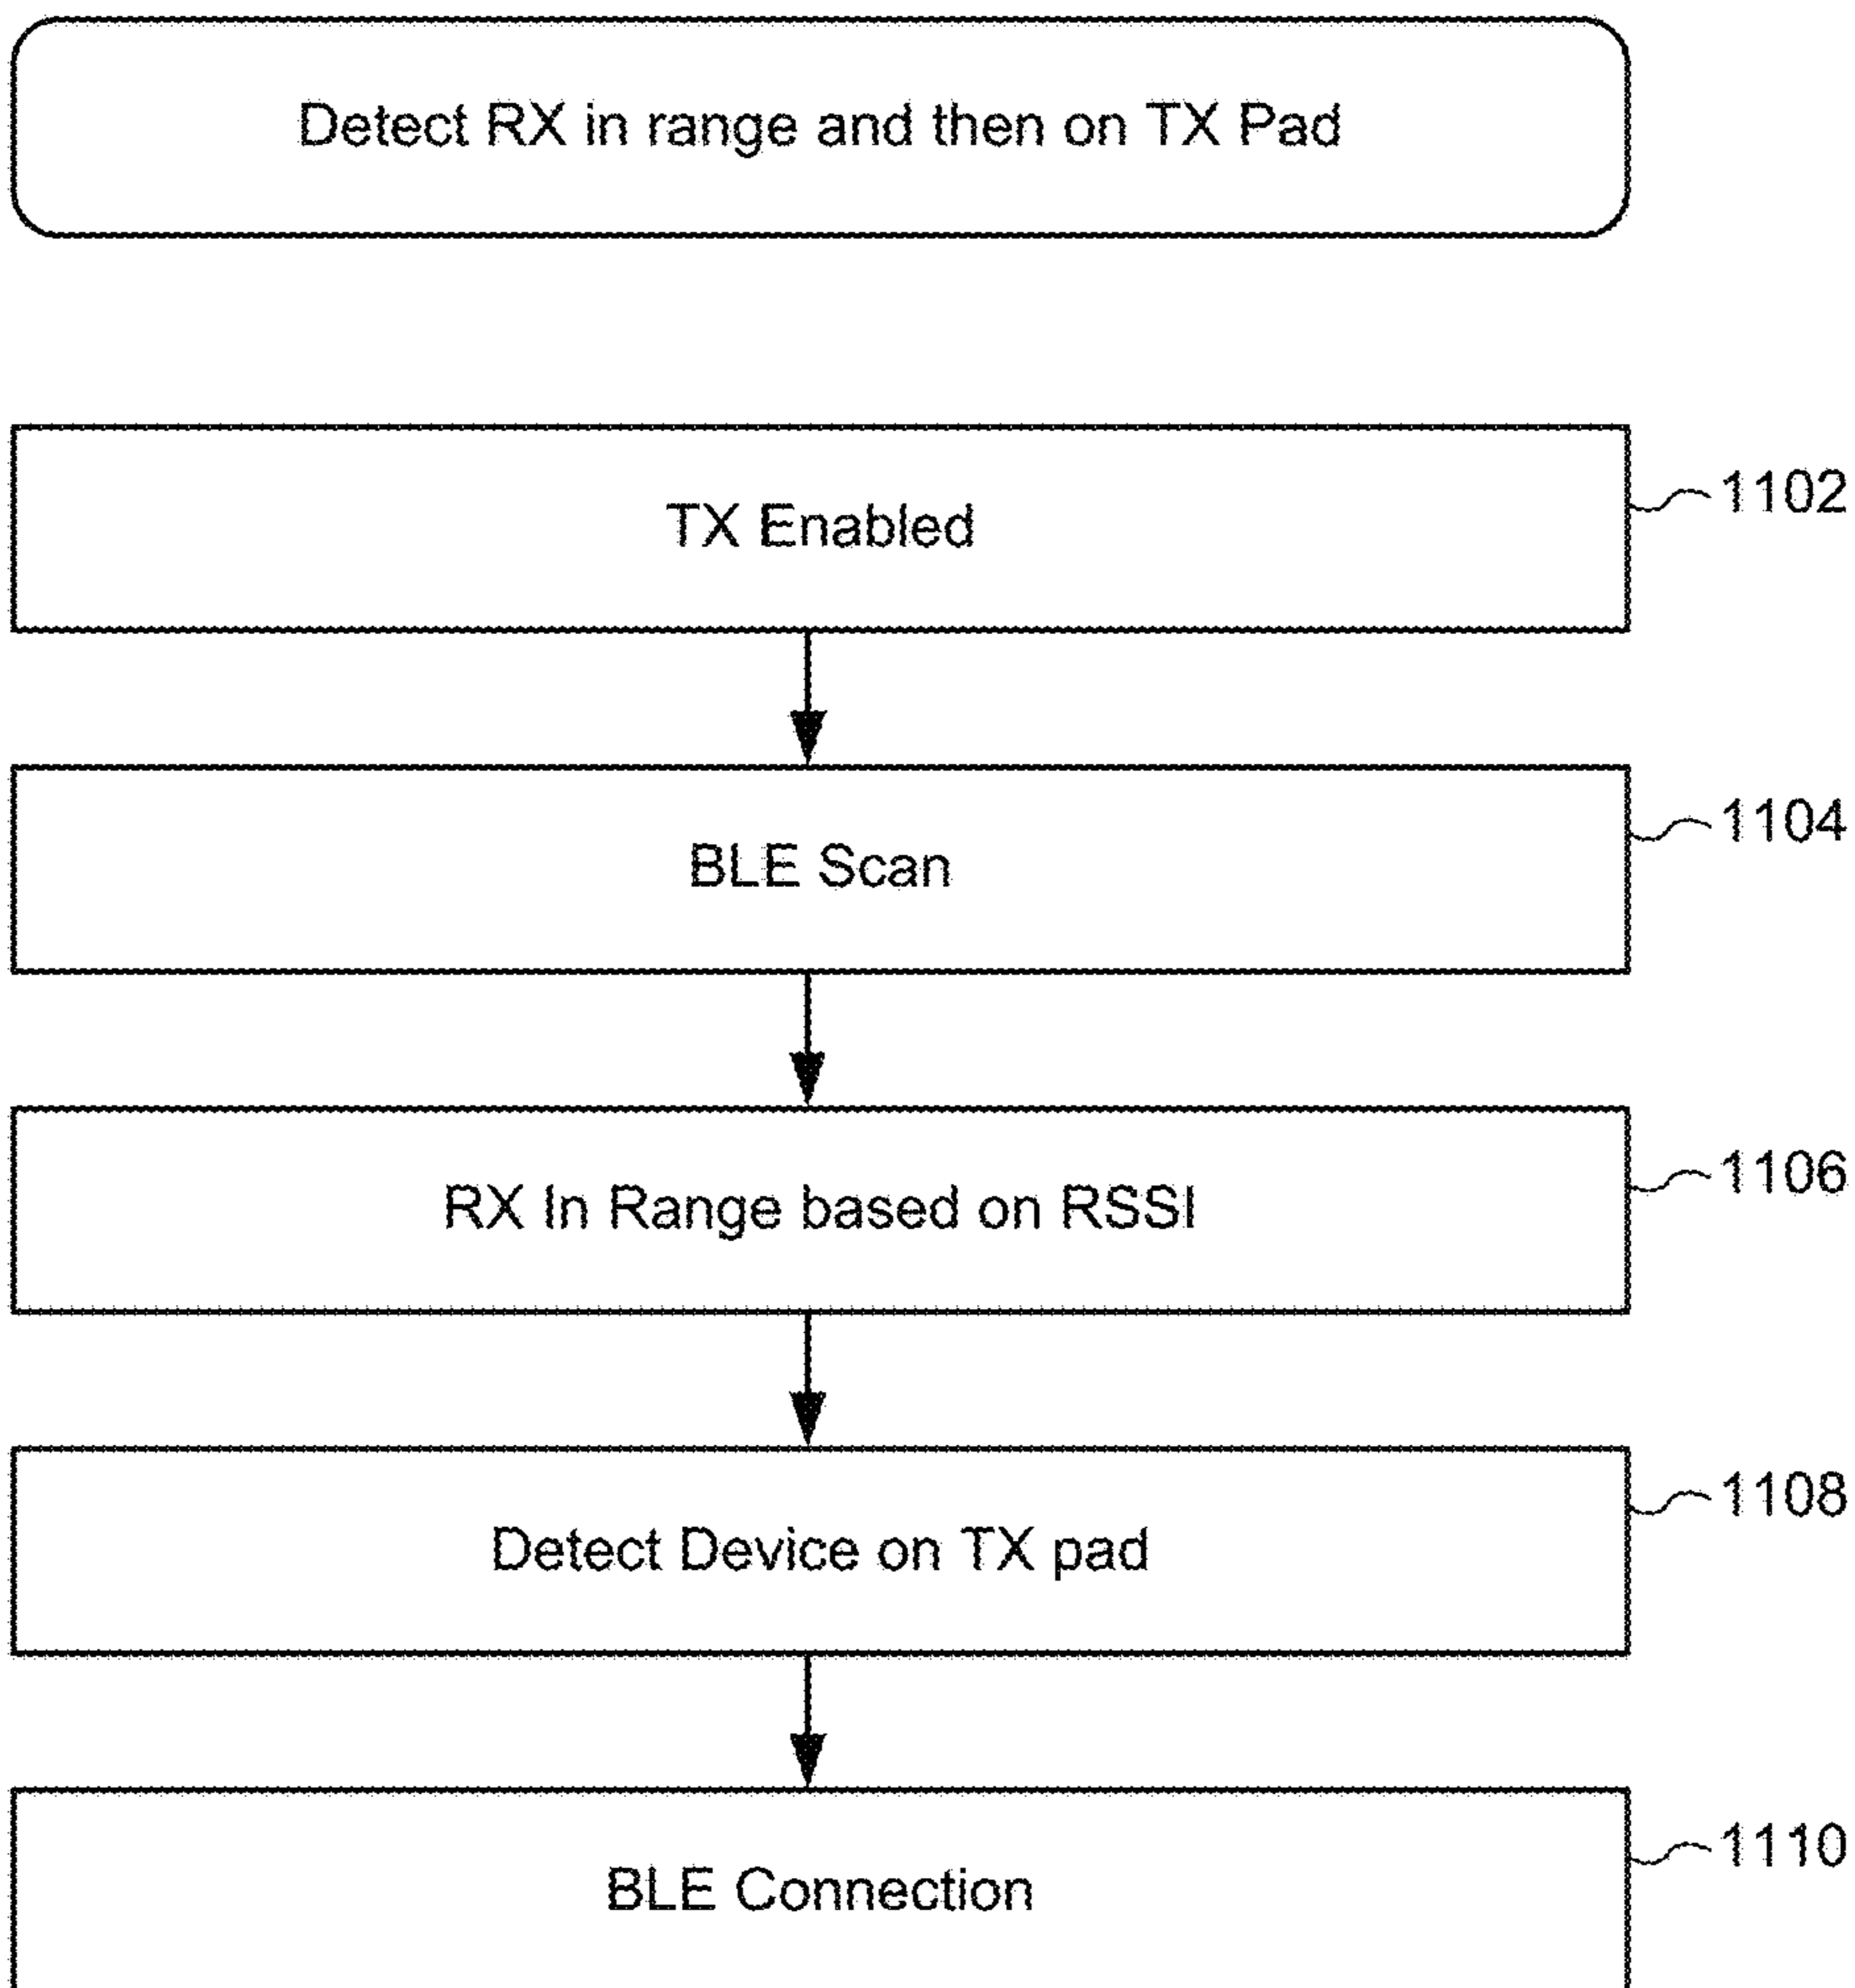 Detect RX in range and then on TX Pad
TX Enabled
1102
BLE Scan
1104
RX In Range based on RSSI
1106
Detect Device on TX pad
1108
BLE Connection
1110